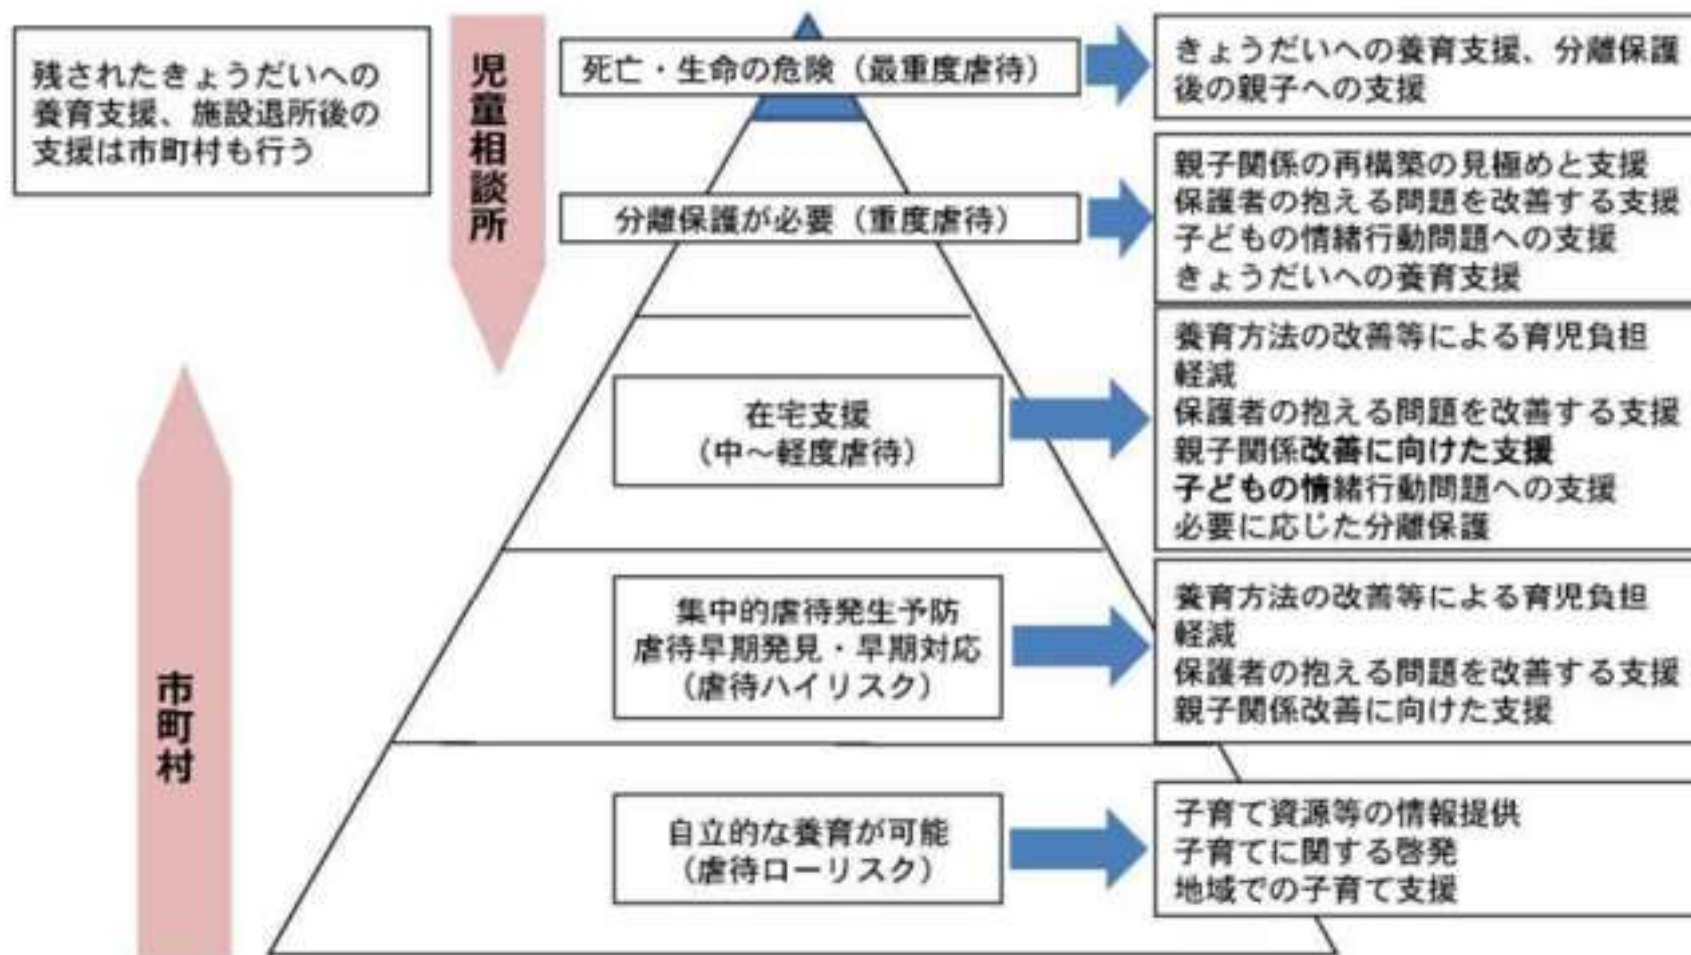 残されたきょうだいへの
養育支援、施設退所後の
支援は市町村も行う
児童相談所
市町村
死亡・生命の危険（最重度虐待）
きょうだいへの養育支援、分離保護
後の親子への支援
分離保護が必要（重度虐待）
親子関係の再構築の見極めと支援
保護者の抱える問題を改善する支援
子どもの情緒行動問題への支援
きょうだいへの養育支援
在宅支援
（中～軽度虐待）
養育方法の改善等による育児負担
軽減
保護者の抱える問題を改善する支援
親子関係改善に向けた支援
子どもの情緒行動問題への支援
必要に応じた分離保護
集中的虐待発生予防
虐待早期発見・早期対応
（虐待ハイリスク）
養育方法の改善等による育児負担
軽減
保護者の抱える問題を改善する支援
親子関係改善に向けた支援
自立的な養育が可能
（虐待ローリスク）
子育て資源等の情報提供
子育てに関する啓発
地域での子育て支援